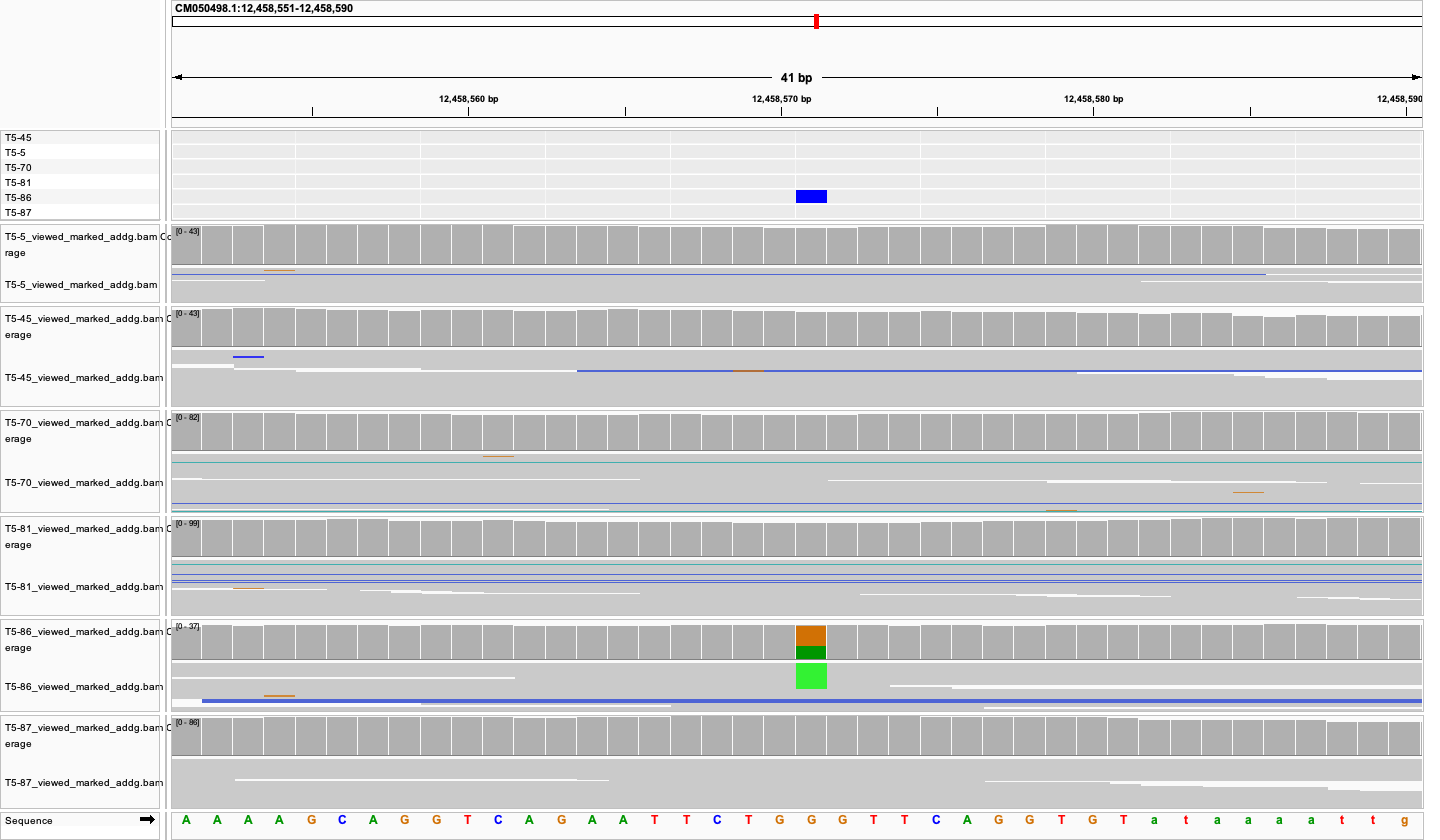 CM050498.1:12,458,551-12,458,590
41 bp
12,458,560 bp 12,458,570 bp 12,458,580 bp 12,458,590
T5-45
T5-5
T5-70
T5-81
T5-86
T5-87
T5-5_viewed_marked_addg.bam Co [0 - 43]
rage
T5-5_viewed_marked_addg.bam
T5-45_viewed_marked_addg.bam C [0 - 43]
erage
T5-45_viewed_marked_addg.bam
T5-70_viewed_marked_addg.bam C [0 - 82]
erage
T5-70_viewed_marked_addg.bam
T5-81_viewed_marked_addg.bam C [0 - 99]
erage
T5-81_viewed_marked_addg.bam
T5-86_viewed_marked_addg.bam C [0 - 37]
erage
T5-86_viewed_marked_addg.bam
T5-87_viewed_marked_addg.bam C [0 - 86]
erage
T5-87_viewed_marked_addg.bam
Sequence A A A A G C A G G T C A G A A T T C T G G G T T C A G G T G T a t a a a a t t g